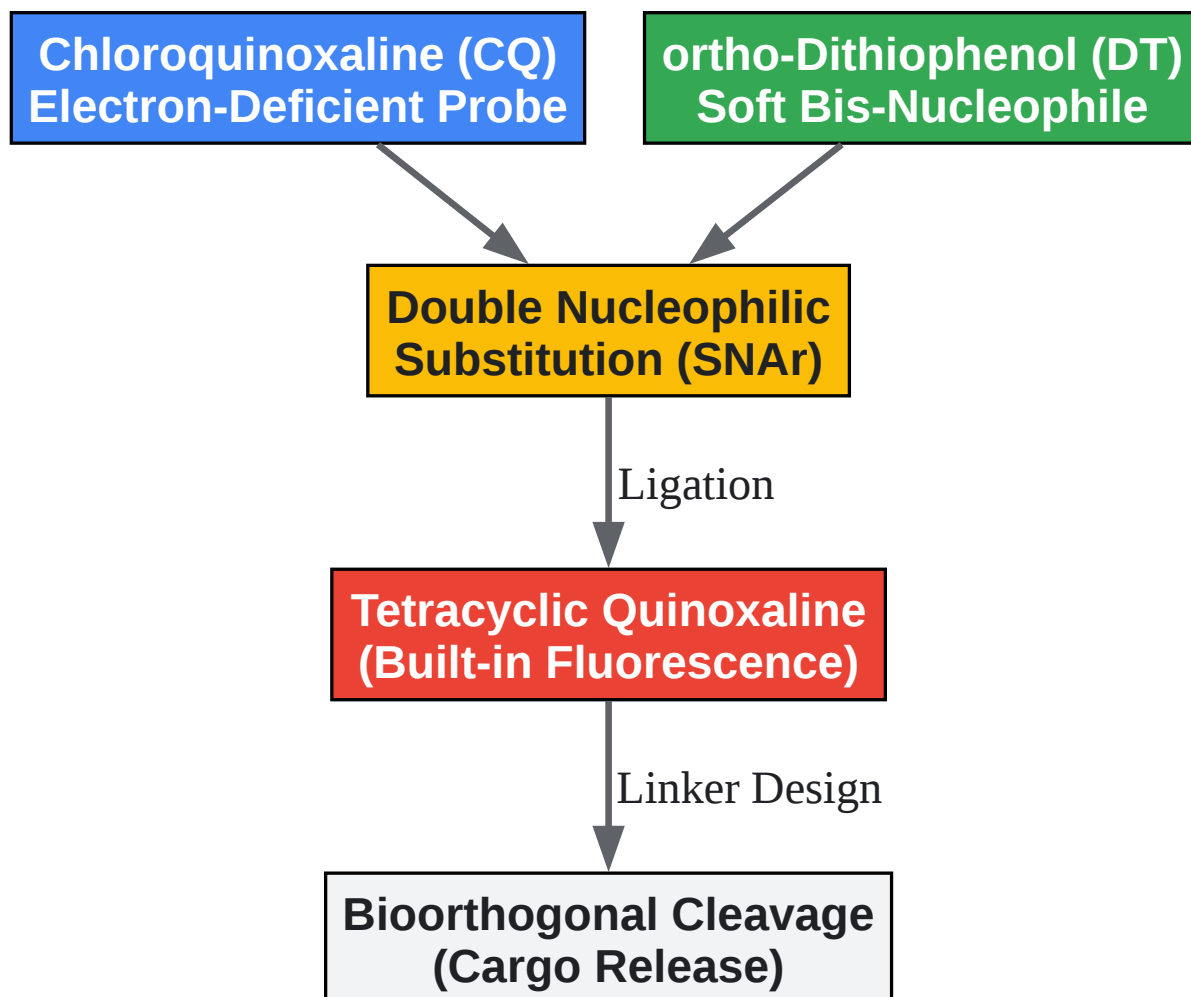 Chloroquinoxaline (CQ)
Electron-Deficient Probe
ortho-Dithiophenol (DT)
Soft Bis-Nucleophile
Double Nucleophilic
Substitution (SNAr)
Ligation
Tetracyclic Quinoxaline
(Built-in Fluorescence)
Linker Design
Bioorthogonal Cleavage
(Cargo Release)